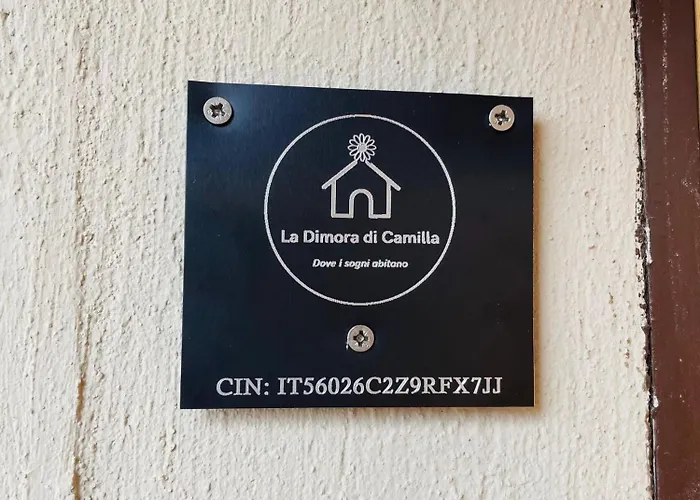 La Dimora di Camilla
Dove i sogni abitano
CIN: IT56026C2Z9RFX7JJ